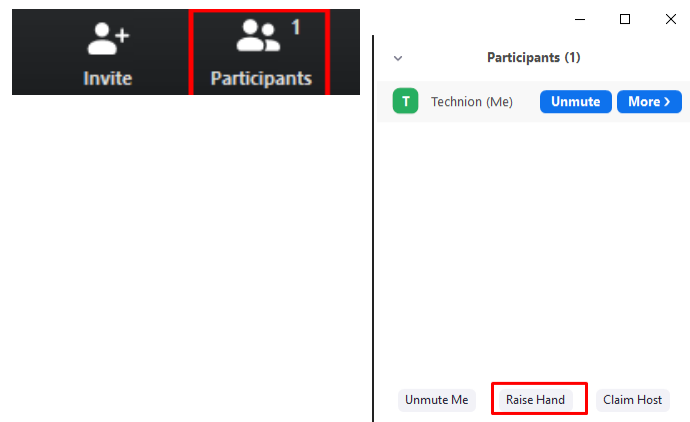 1
Invite
Participants
Participants (1)
T
Technion (Me)
Unmute
More
Unmute Me
Raise Hand
Claim Host